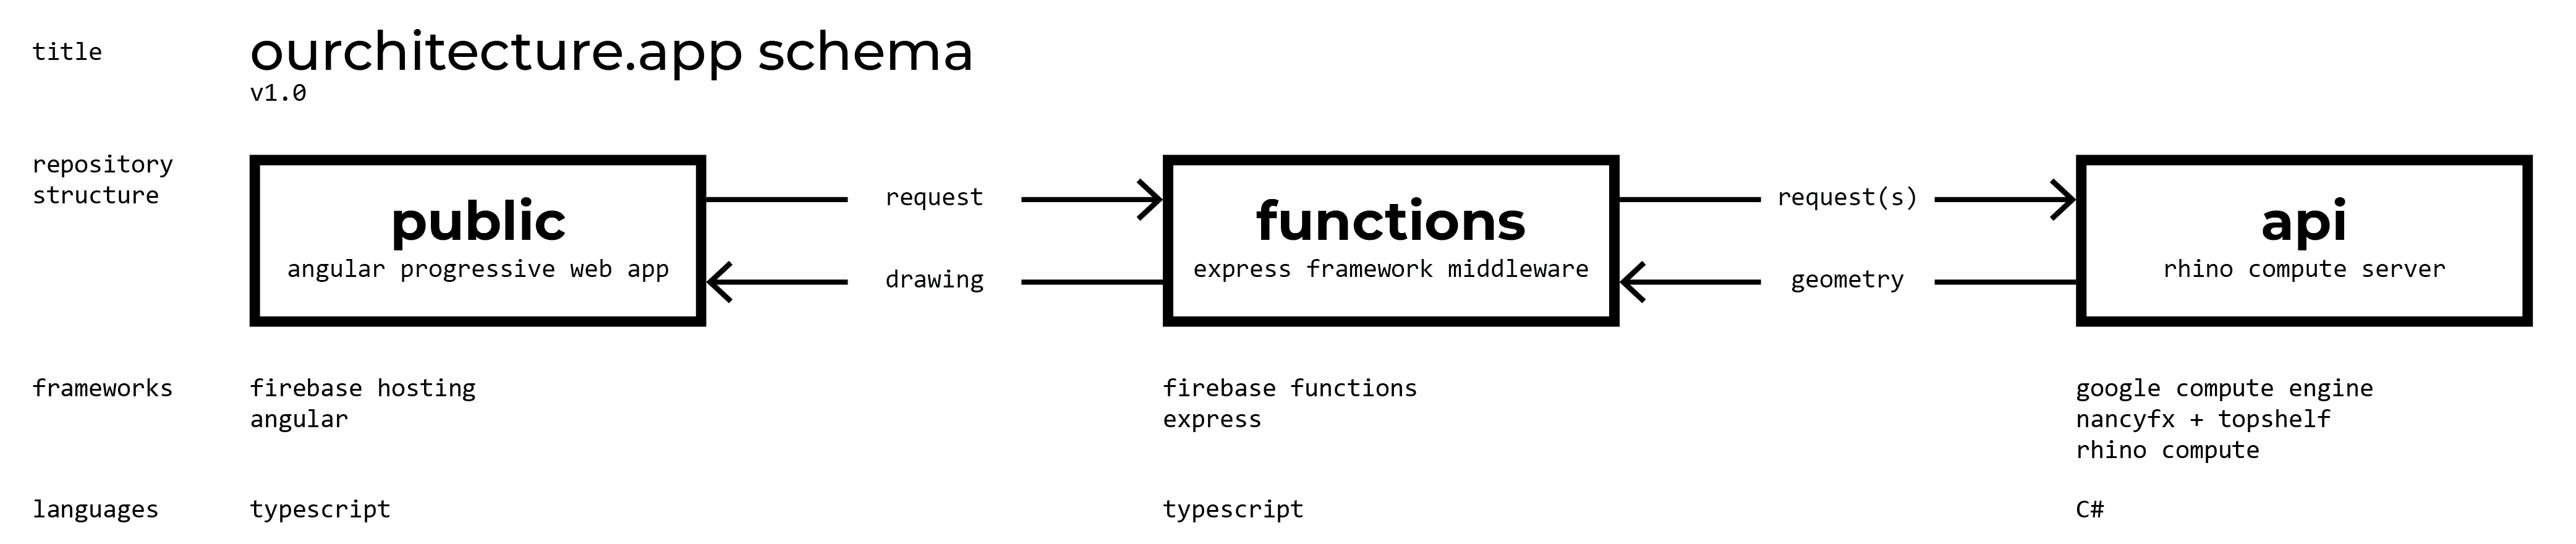 title
ourchitecture.app schema
v1.0
repository
structure
public
angular progressive web app
request
drawing
functions
express framework middleware
request(s)
geometry
api
rhino compute server
frameworks
firebase hosting
angular
firebase functions
express
google compute engine
nancyfx + topshelf
rhino compute
languages
typescript
typescript
C#